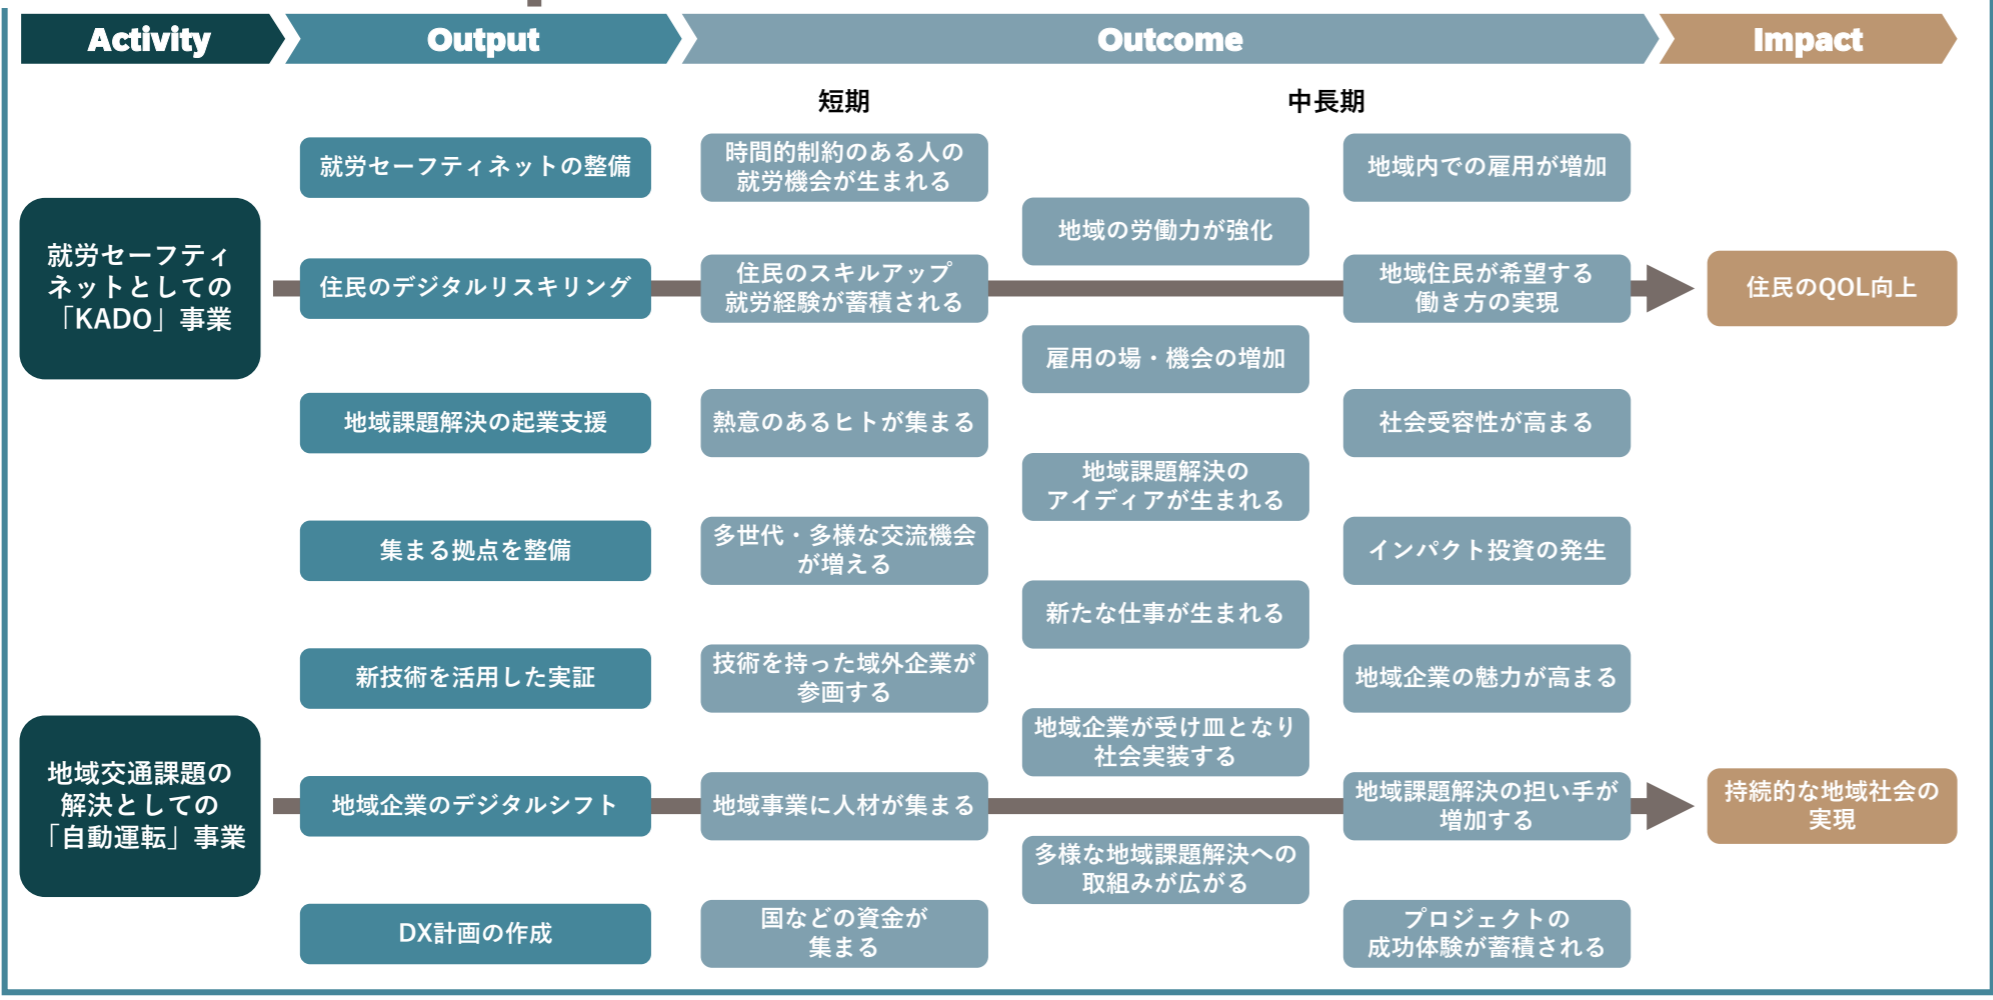 Activity
Output
Outcome
Impact
短期
中長期
就労セーフティ
ネットとしての
「KADO」事業
地域交通課題の
解決としての
「自動運転」事業
就労セーフティネットの整備
住民のデジタルリスキリング
地域課題解決の起業支援
集まる拠点を整備
新技術を活用した実証
地域企業のデジタルシフト
DX計画の作成
時間的制約のある人の
就労機会が生まれる
住民のスキルアップ
就労経験が蓄積される
熱意のあるヒトが集まる
多世代・多様な交流機会
が増える
技術を持った域外企業が
参画する
地域事業に人材が集まる
国などの資金が
集まる
地域の労働力が強化
雇用の場・機会の増加
地域課題解決の
アイディアが生まれる
新たな仕事が生まれる
地域企業が受け皿となり
社会実装する
多様な地域課題解決への
取組みが広がる
地域内での雇用が増加
地域住民が希望する
働き方の実現
社会受容性が高まる
インパクト投資の発生
地域企業の魅力が高まる
地域課題解決の担い手が
増加する
プロジェクトの
成功体験が蓄積される
住民のQOL向上
持続的な地域社会の
実現